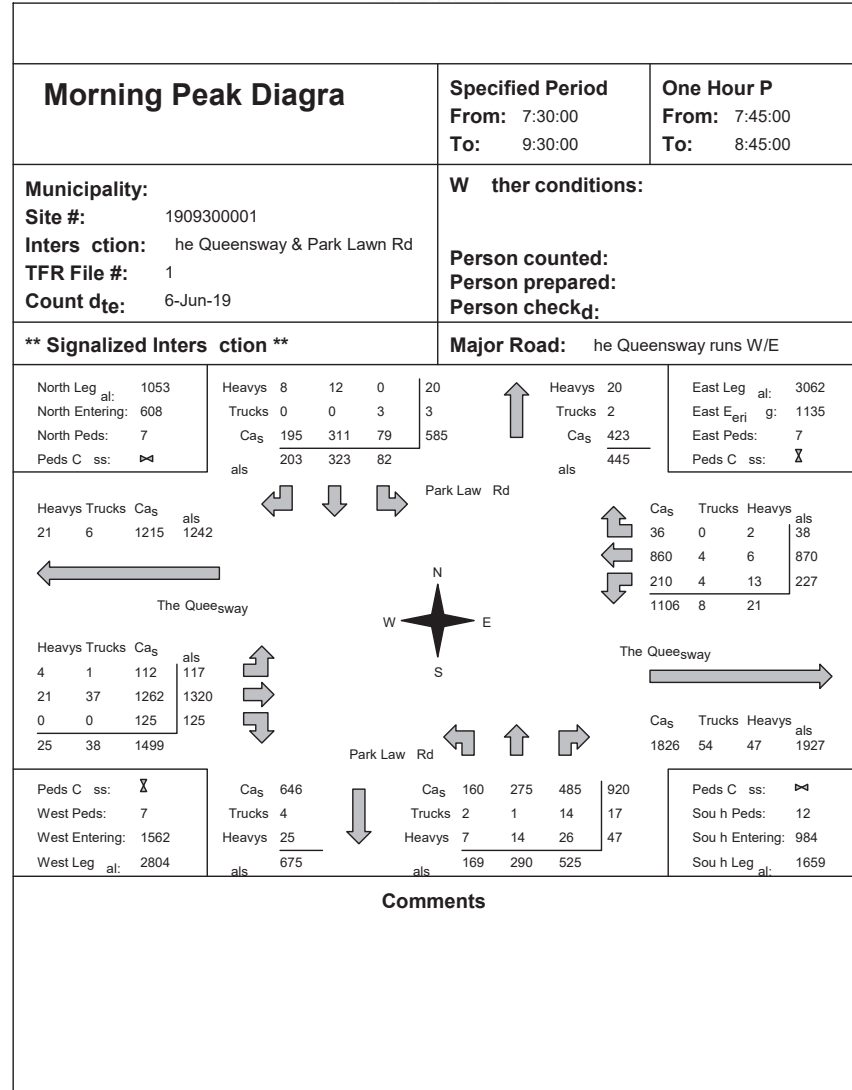 Morning Peak Diagra
Specified Period
From: 7:30:00
To: 9:30:00
One Hour P
From: 7:45:00
To: 8:45:00
Municipality:
Site #: 1909300001
Inters ction: he Queensway & Park Lawn Rd
TFR File #: 1
Count dte: 6-Jun-19
W ther conditions:
Person counted:
Person prepared:
Person checkd:
** Signalized Inters ction **
Major Road: he Queensway runs W/E
North Leg al: 1053
North Entering: 608
North Peds: 7
Peds C ss:
Heavys 8 12 0 20
Trucks 0 0 3 3
Cas 195 311 79 585
als 203 323 82
Heavys 20
Trucks 2
Cas 423
als 445
East Leg al: 3062
East Eeri g: 1135
East Peds: 7
Peds C ss:
Park Law Rd
Heavys Trucks Cas als
21 6 1215 1242
The Queesway
Cas Trucks Heavys als
36 0 2 38
860 4 6 870
210 4 13 227
1106 8 21
N
W E
S
Heavys Trucks Cas als
4 1 112 117
21 37 1262 1320
0 0 125 125
25 38 1499
The Queesway
Cas Trucks Heavys als
1826 54 47 1927
Park Law Rd
Peds C ss:
West Peds: 7
West Entering: 1562
West Leg al: 2804
Cas 646
Trucks 4
Heavys 25
als 675
Cas 160 275 485 920
Trucks 2 1 14 17
Heavys 7 14 26 47
als 169 290 525
Peds C ss:
Sou h Peds: 12
Sou h Entering: 984
Sou h Leg al: 1659
Comments